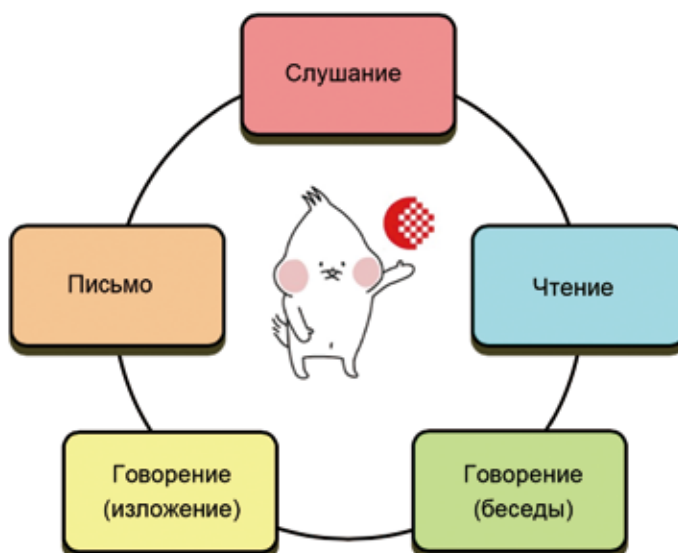 Слушание
Письмо
Чтение
Говорение
(изложение)
Говорение
(беседы)